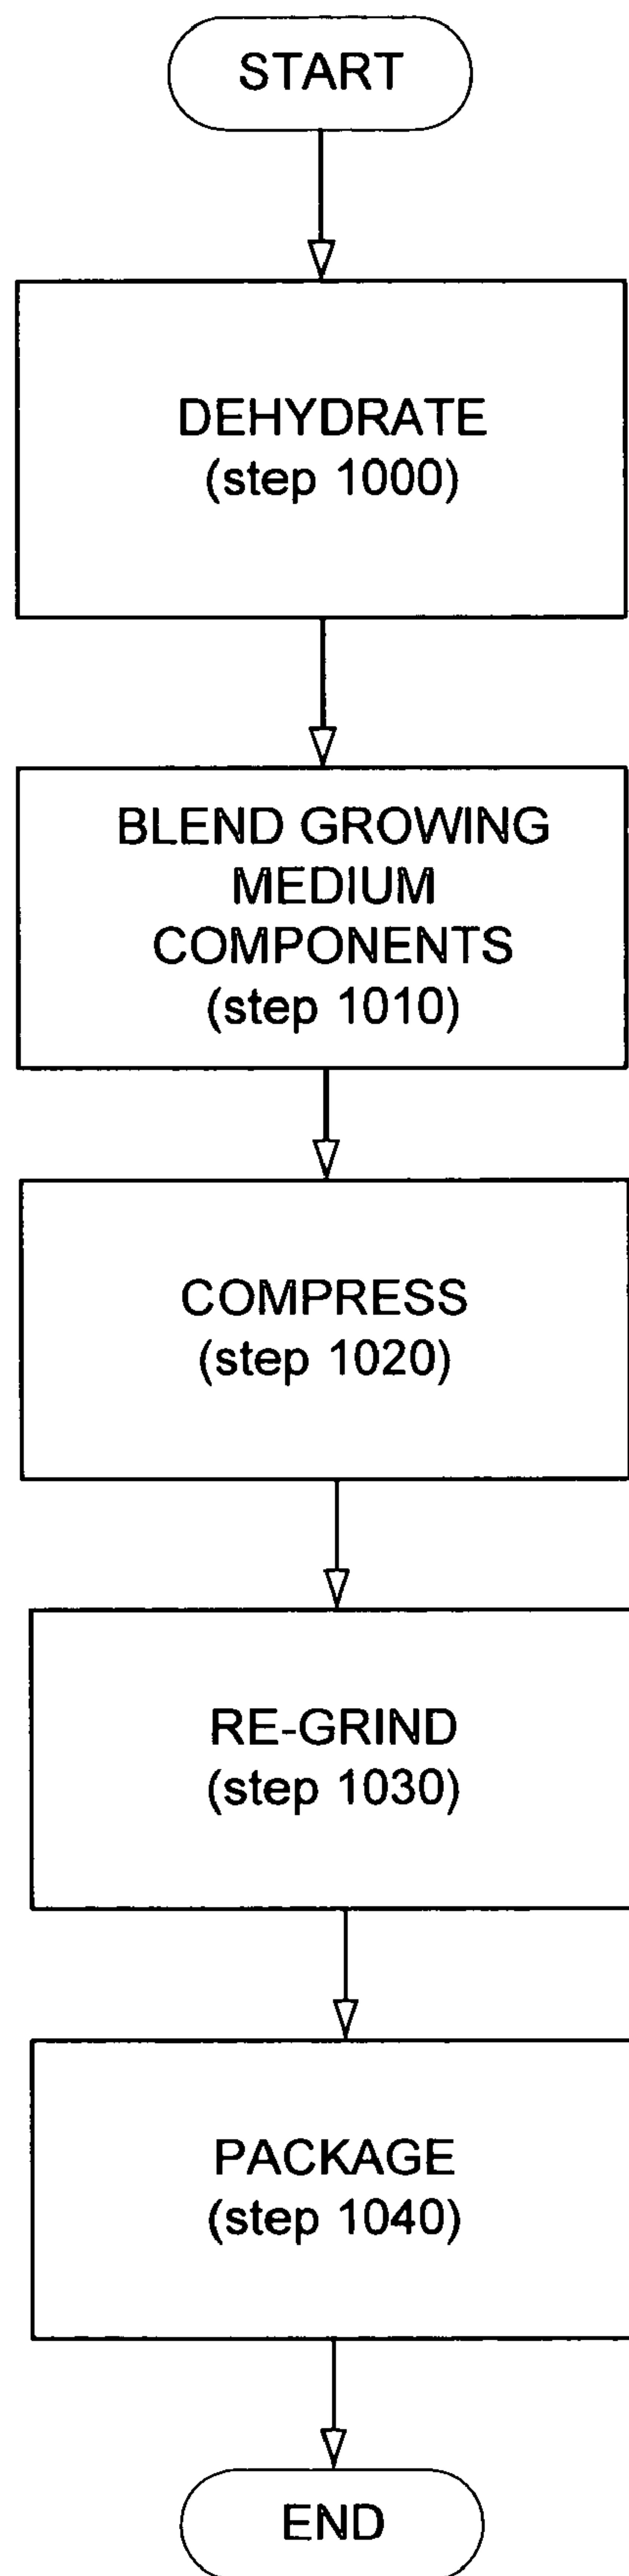 START
DEHYDRATE
(step 1000)
BLEND GROWING
MEDIUM
COMPONENTS
(step 1010)
COMPRESS
(step 1020)
RE-GRIND
(step 1030)
PACKAGE
(step 1040)
END